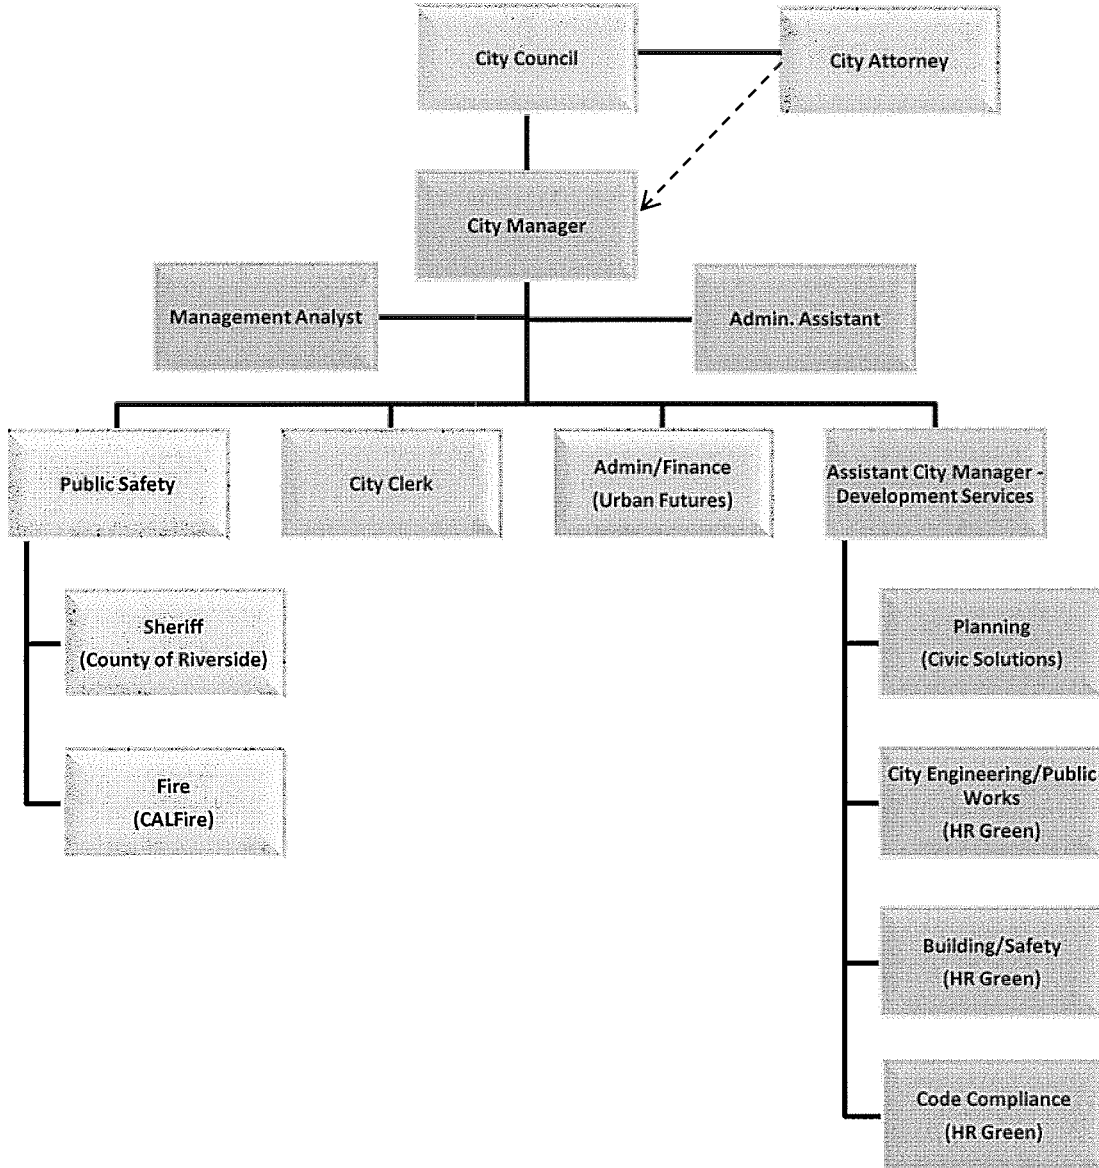 City Council
City Attorney
City Manager
Management Analyst
Admin. Assistant
Public Safety
City Clerk
Admin/Finance
(Urban Futures)
Assistant City Manager -
Development Services
Sheriff
(County of Riverside)
Fire
(CALFire)
Planning
(Civic Solutions)
City Engineering/Public
Works
(HR Green)
Building/Safety
(HR Green)
Code Compliance
(HR Green)